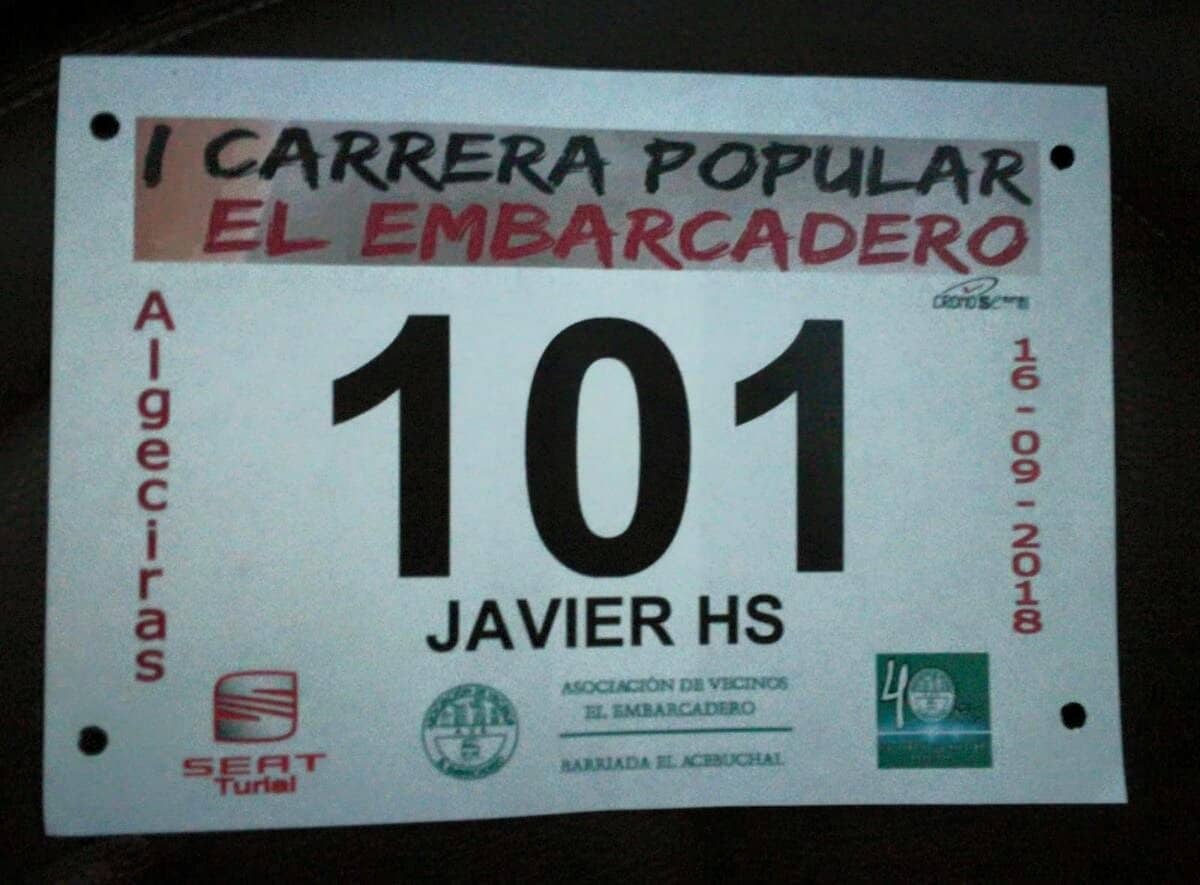 I CARRERA POPULAR
EL EMBARCADERO
Algeciras
101
16-09-2018
JAVIER HS
SEAT
Turial
ASOCIACIÓN DE VECINOS
EL EMBARCADERO
BARRIADA EL ACEBUCHAL
40